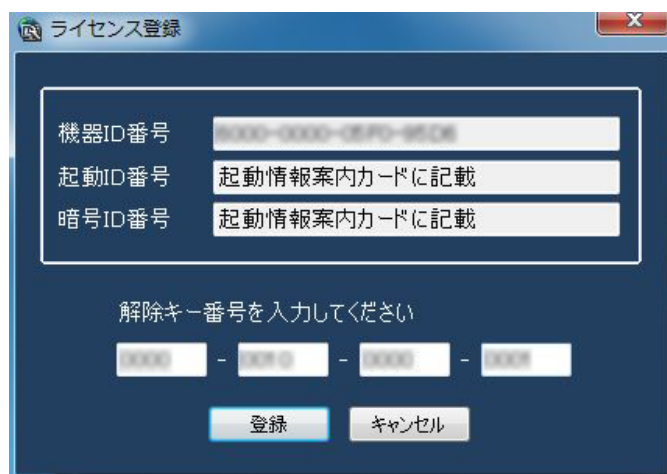 ライセンス登録
機器ID番号
起動ID番号 起動情報案内カードに記載
暗号ID番号 起動情報案内カードに記載
解除キー番号を入力してください
- - -
登録 キャンセル